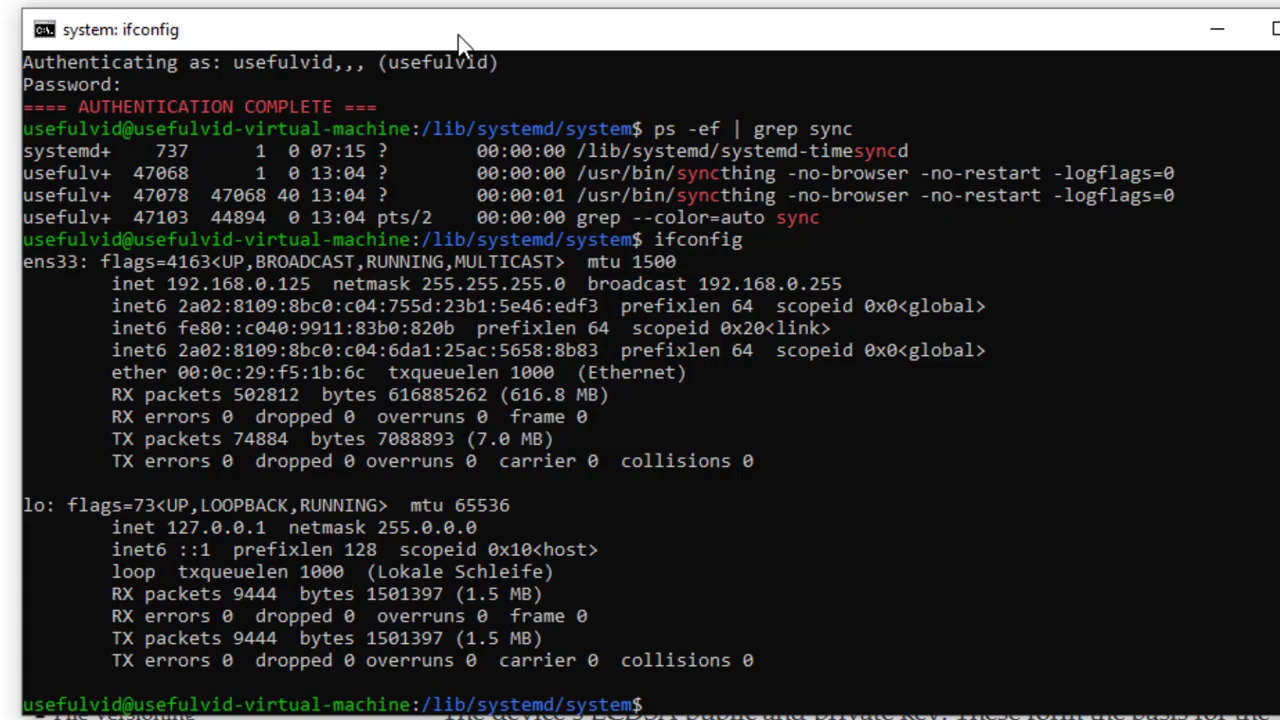 system: ifconfig
Authenticating as: usefulvid,,, (usefulvid)
Password:
==== AUTHENTICATION COMPLETE ===
usefulvid@usefulvid-virtual-machine:/lib/systemd/system$ ps -ef | grep sync
systemd+ 737 1 0 07:15 ? 00:00:00 /lib/systemd/systemd-timesyncd
usefulv+ 47068 1 0 13:04 ? 00:00:00 /usr/bin/syncthing -no-browser -no-restart -logflags=0
usefulv+ 47078 47068 40 13:04 ? 00:00:01 /usr/bin/syncthing -no-browser -no-restart -logflags=0
usefulv+ 47103 44894 0 13:04 pts/2 00:00:00 grep --color=auto sync
usefulvid@usefulvid-virtual-machine:/lib/systemd/system$ ifconfig
ens33: flags=4163<UP,BROADCAST,RUNNING,MULTICAST> mtu 1500
inet 192.168.0.125 netmask 255.255.255.0 broadcast 192.168.0.255
inet6 2a02:8109:8bc0:c04:755d:23b1:5e46:edf3 prefixlen 64 scopeid 0x0<global>
inet6 fe80::c040:9911:83b0:820b prefixlen 64 scopeid 0x20<link>
inet6 2a02:8109:8bc0:c04:6da1:25ac:5658:8b83 prefixlen 64 scopeid 0x0<global>
ether 00:0c:29:f5:1b:6c txqueuelen 1000 (Ethernet)
RX packets 502812 bytes 616885262 (616.8 MB)
RX errors 0 dropped 0 overruns 0 frame 0
TX packets 74884 bytes 7088893 (7.0 MB)
TX errors 0 dropped 0 overruns 0 carrier 0 collisions 0
lo: flags=73<UP,LOOPBACK,RUNNING> mtu 65536
inet 127.0.0.1 netmask 255.0.0.0
inet6 ::1 prefixlen 128 scopeid 0x10<host>
loop txqueuelen 1000 (Lokale Schleife)
RX packets 9444 bytes 1501397 (1.5 MB)
RX errors 0 dropped 0 overruns 0 frame 0
TX packets 9444 bytes 1501397 (1.5 MB)
TX errors 0 dropped 0 overruns 0 carrier 0 collisions 0
usefulvid@usefulvid-virtual-machine:/lib/systemd/system$